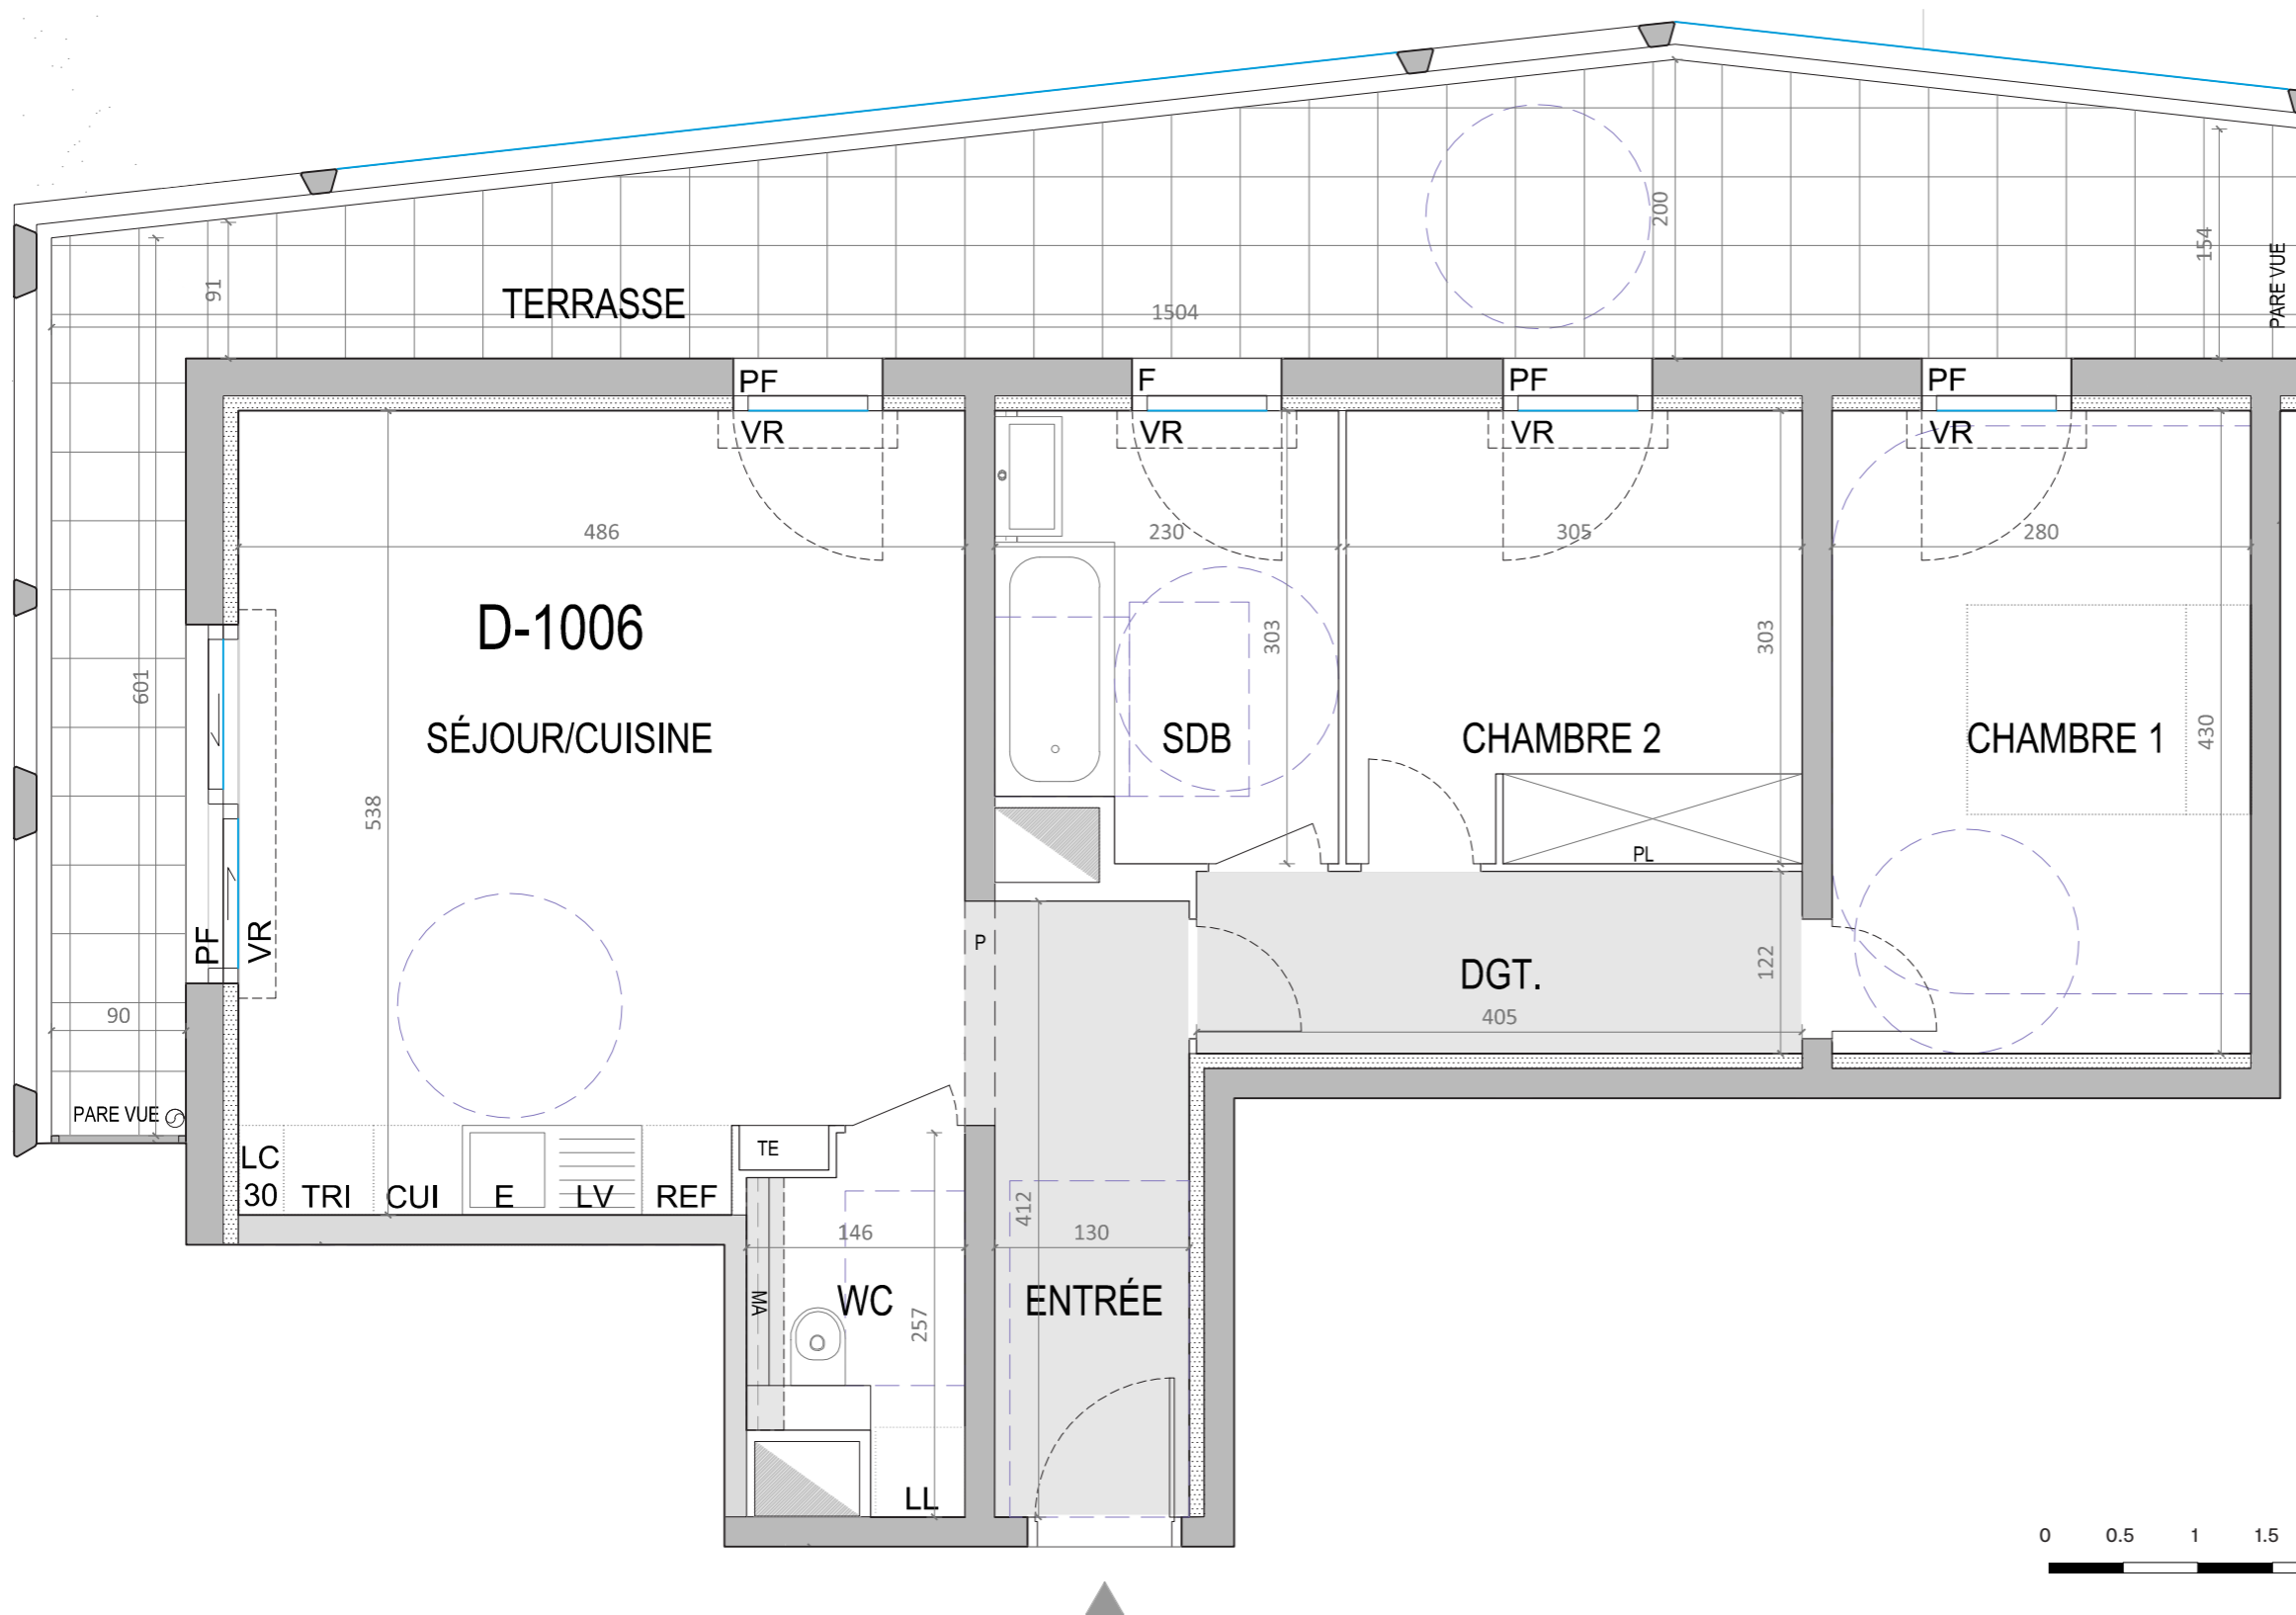 200
154
PARE VUE
91
TERRASSE
1504
PF
F
PF
PF
VR
VR
VR
VR
486
230
305
280
D-1006
601
303
303
SÉJOUR/CUISINE
SDB
CHAMBRE 2
CHAMBRE 1
430
538
PL
PF
VR
P
DGT.
122
90
405
PARE VUE
TE
LC
30
TRI
CUI
E
LV
REF
412
146
130
MA
WC
257
ENTRÉE
LL
0
0.5
1
1.5